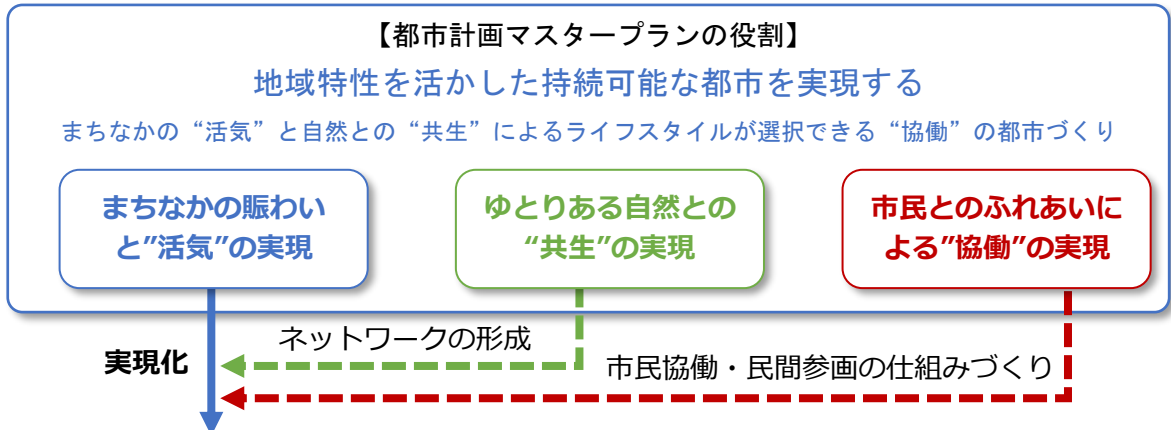 【都市計画マスタープランの役割】
地域特性を活かした持続可能な都市を実現する
まちなかの“活気”と自然との“共生”によるライフスタイルが選択できる“協働”の都市づくり
まちなかの賑わい
と”活気”の実現
ゆとりある自然との
“共生”の実現
市民とのふれあいに
よる”協働”の実現
ネットワークの形成
実現化
市民協働・民間参画の仕組みづくり